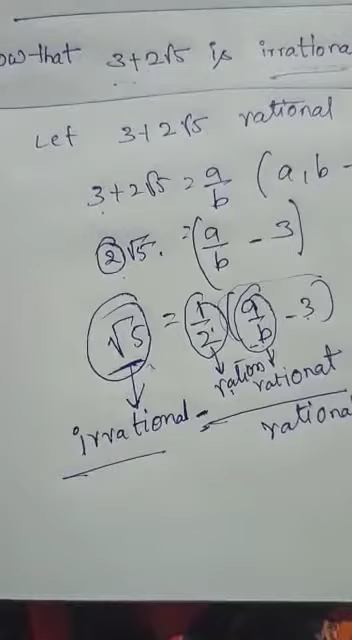 ow that 3+2√5 is irrationa
Let 3+2√5 rational
3+2√5 = a/b (a, b -
2√5. = (a/b - 3)
√5 = (1/2)(a/b - 3)
ration rational
irrational = rationa